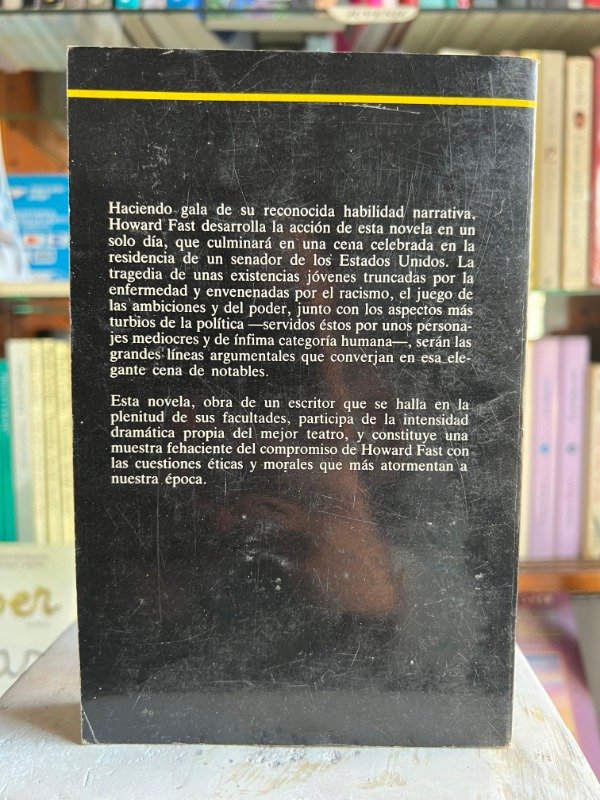 Haciendo gala de su reconocida habilidad narrativa,
Howard Fast desarrolla la acción de esta novela en un
solo día, que culminará en una cena celebrada en la
residencia de un senador de los Estados Unidos. La
tragedia de unas existencias jóvenes truncadas por la
enfermedad y envenenadas por el racismo, el juego de
las ambiciones y del poder, junto con los aspectos más
turbios de la política —servidos éstos por unos persona-
jes mediocres y de ínfima categoría humana—, serán las
grandes líneas argumentales que converjan en esa ele-
gante cena de notables.
Esta novela, obra de un escritor que se halla en la
plenitud de sus facultades, participa de la intensidad
dramática propia del mejor teatro, y constituye una
muestra fehaciente del compromiso de Howard Fast con
las cuestiones éticas y morales que más atormentan a
nuestra época.